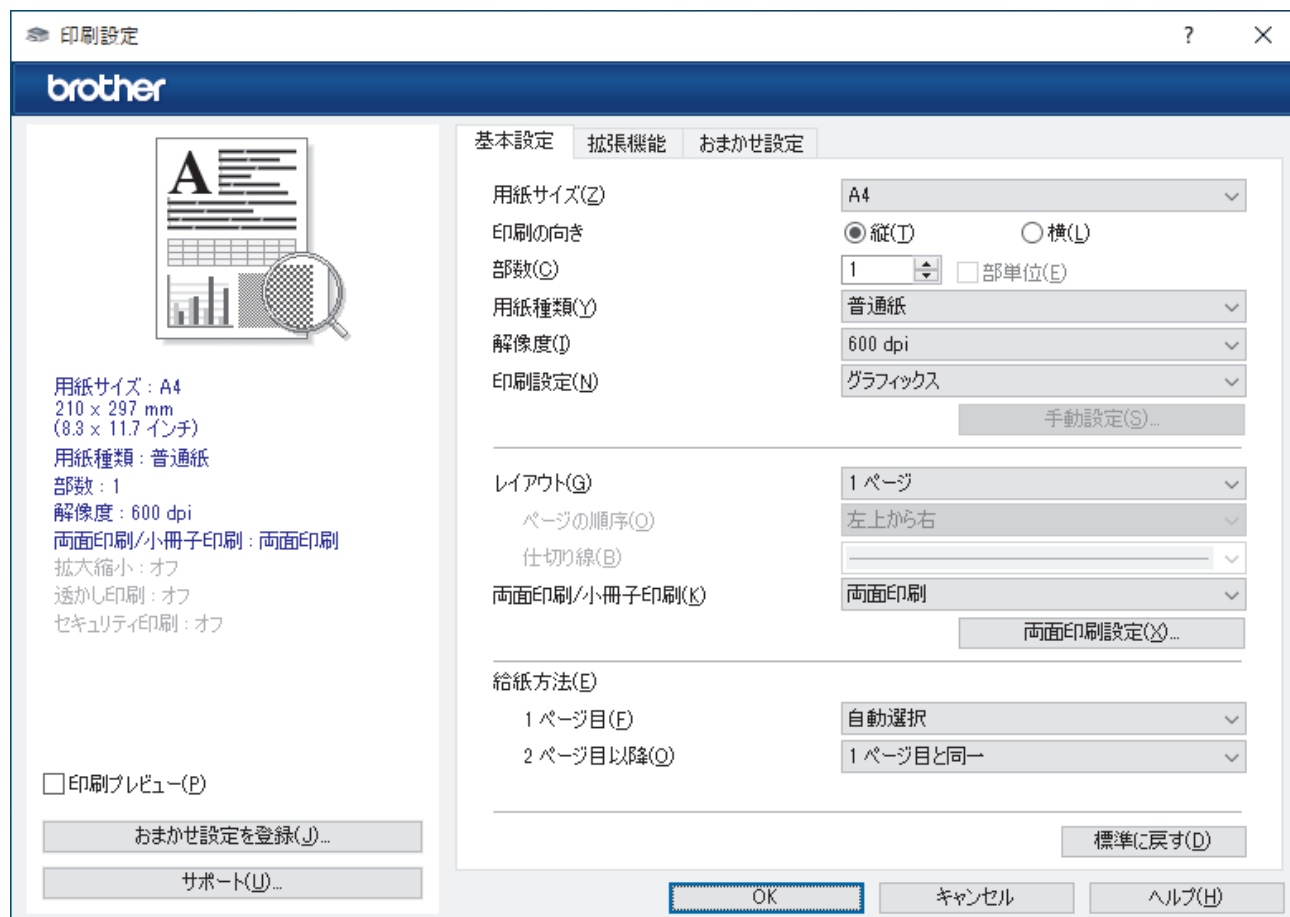 印刷設定
?
brother
A
用紙サイズ : A4
210 x 297 mm
(8.3 x 11.7 インチ)
用紙種類 : 普通紙
部数 : 1
解像度 : 600 dpi
両面印刷/小冊子印刷 : 両面印刷
拡大縮小 : オフ
透かし印刷 : オフ
セキュリティ印刷 : オフ
印刷プレビュー(P)
おまかせ設定を登録(J)...
サポート(U)...
基本設定 拡張機能 おまかせ設定
用紙サイズ(Z) A4
印刷の向き 縦(T) 横(L)
部数(C) 1 部単位(E)
用紙種類(Y) 普通紙
解像度(I) 600 dpi
印刷設定(N) グラフィックス
手動設定(S)...
レイアウト(G) 1 ページ
ページの順序(O) 左上から右
仕切り線(B)
両面印刷/小冊子印刷(K) 両面印刷
両面印刷設定(X)...
給紙方法(E)
1 ページ目(F) 自動選択
2 ページ目以降(O) 1 ページ目と同一
標準に戻す(D)
OK キャンセル ヘルプ(H)